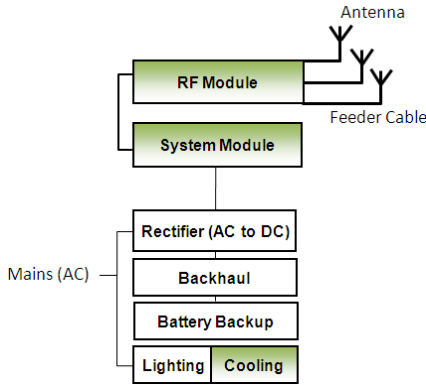 Antenna
RF Module
Feeder Cable
System Module
Rectifier (AC to DC)
Mains (AC)
Backhaul
Battery Backup
Lighting Cooling